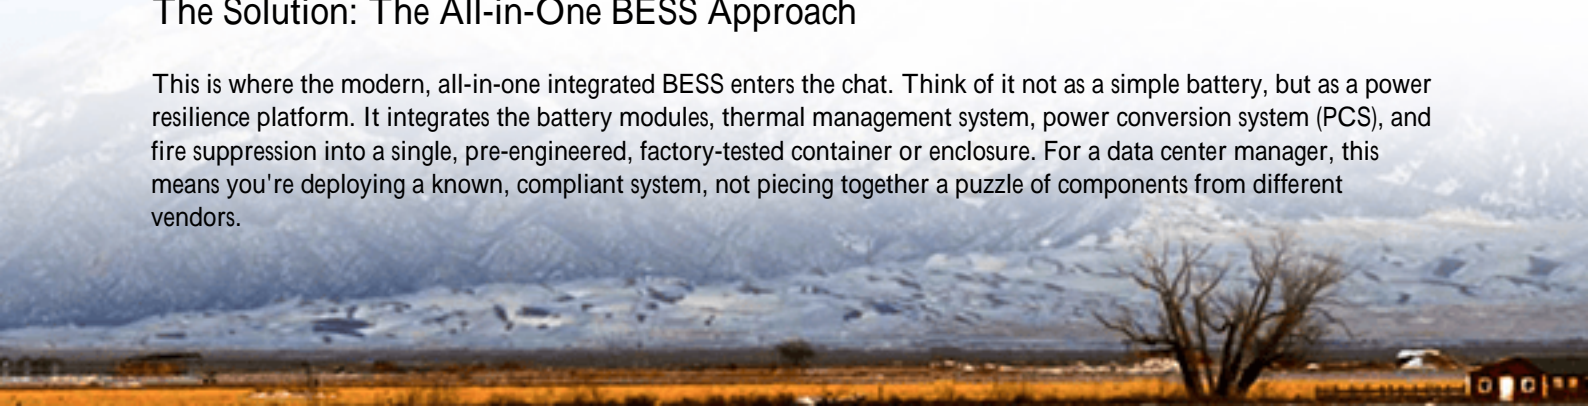 The Solution: The All-in-One BESS Approach
This is where the modern, all-in-one integrated BESS enters the chat. Think of it not as a simple battery, but as a power
resilience platform. It integrates the battery modules, thermal management system, power conversion system (PCS), and
fire suppression into a single, pre-engineered, factory-tested container or enclosure. For a data center manager, this
means you're deploying a known, compliant system, not piecing together a puzzle of components from different
vendors.